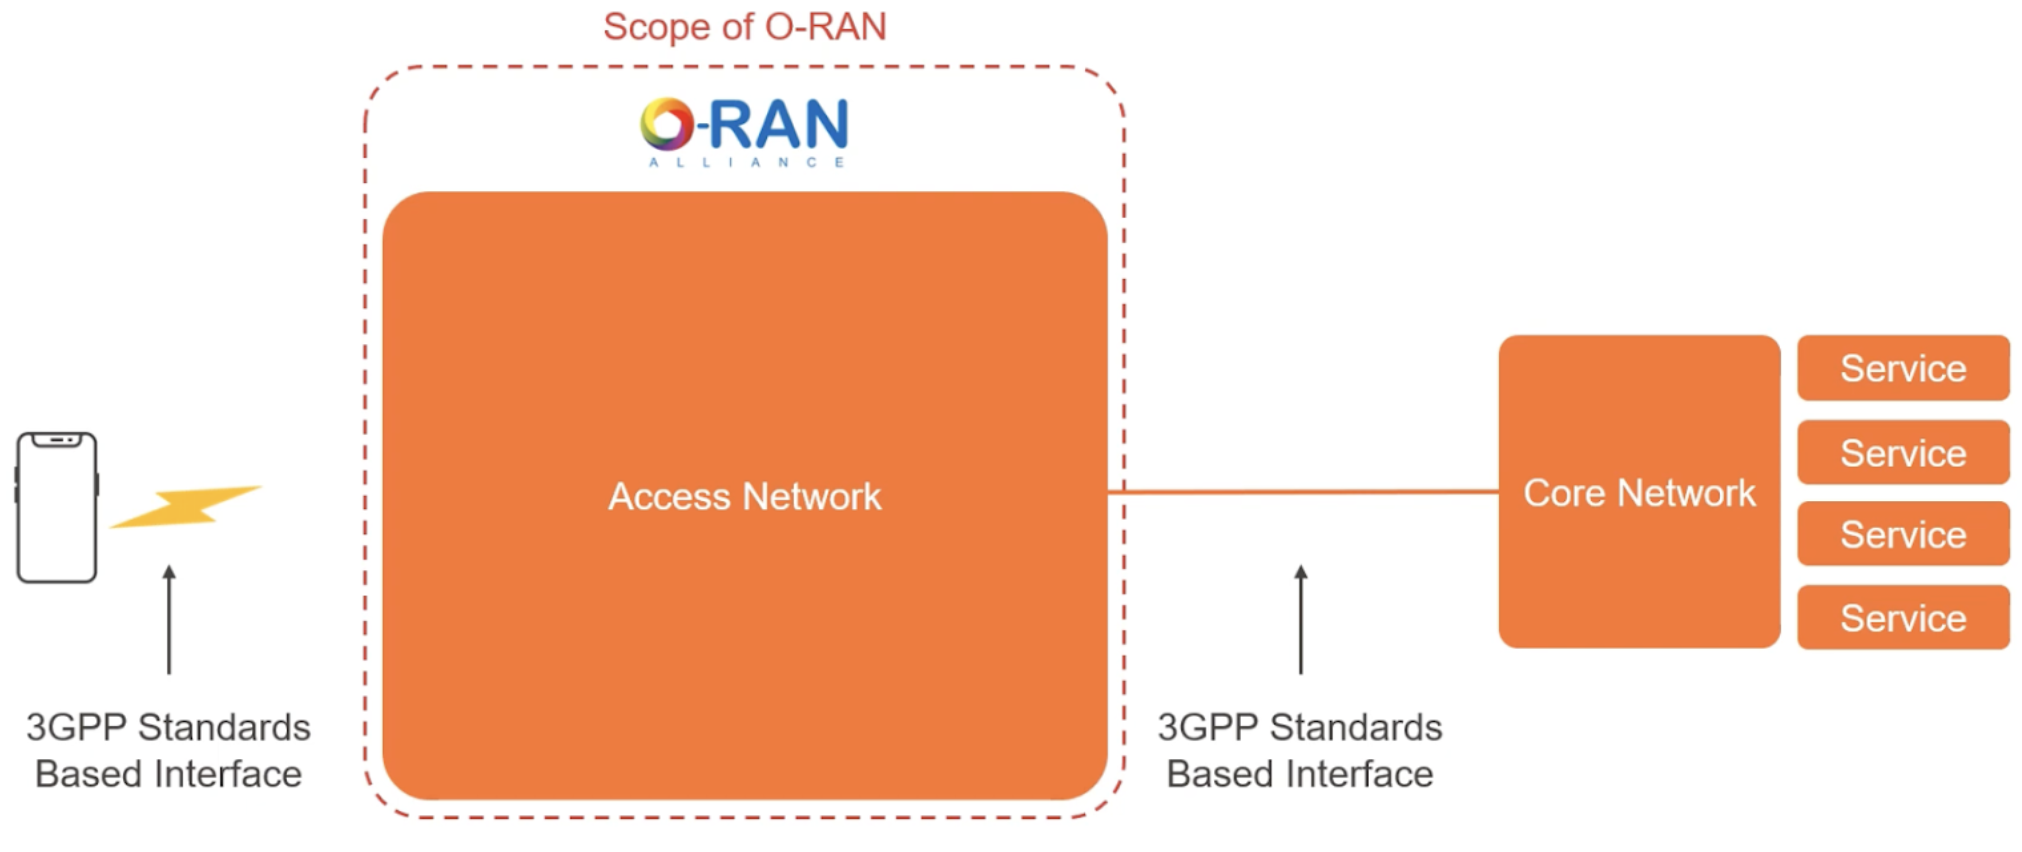 Scope of O-RAN
O-RAN
ALLIANCE
Access Network
Core Network
Service
Service
Service
Service
3GPP Standards
Based Interface
3GPP Standards
Based Interface